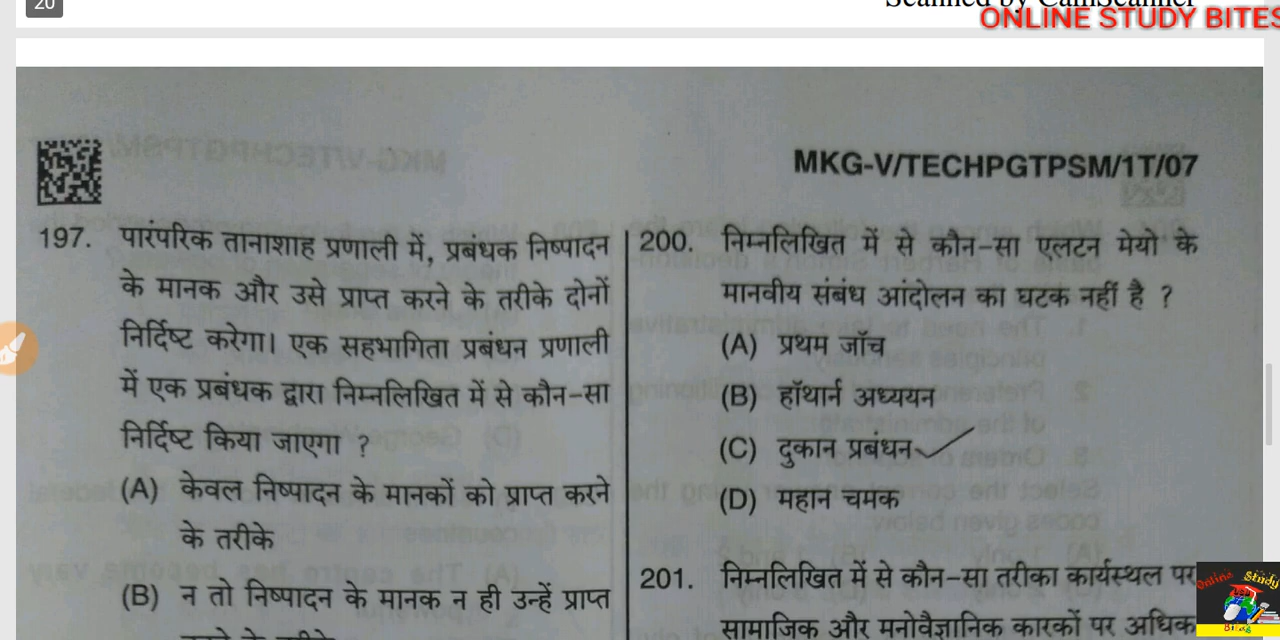 20
ONLINE STUDY BITES
MKG-V/TECHPGTPSM/1T/07
197. पारंपरिक तानाशाह प्रणाली में, प्रबंधक निष्पादन
के मानक और उसे प्राप्त करने के तरीके दोनों
निर्दिष्ट करेगा। एक सहभागिता प्रबंधन प्रणाली
में एक प्रबंधक द्वारा निम्नलिखित में से कौन-सा
निर्दिष्ट किया जाएगा ?
(A) केवल निष्पादन के मानकों को प्राप्त करने
के तरीके
(B) न तो निष्पादन के मानक न ही उन्हें प्राप्त
200. निम्नलिखित में से कौन-सा एलटन मेयो के
मानवीय संबंध आंदोलन का घटक नहीं है ?
(A) प्रथम जाँच
(B) हॉथार्न अध्ययन
(C) दुकान प्रबंधन
(D) महान चमक
201. निम्नलिखित में से कौन-सा तरीका कार्यस्थल पर
सामाजिक और मनोवैज्ञानिक कारकों पर अधिक
Online Study
Bites